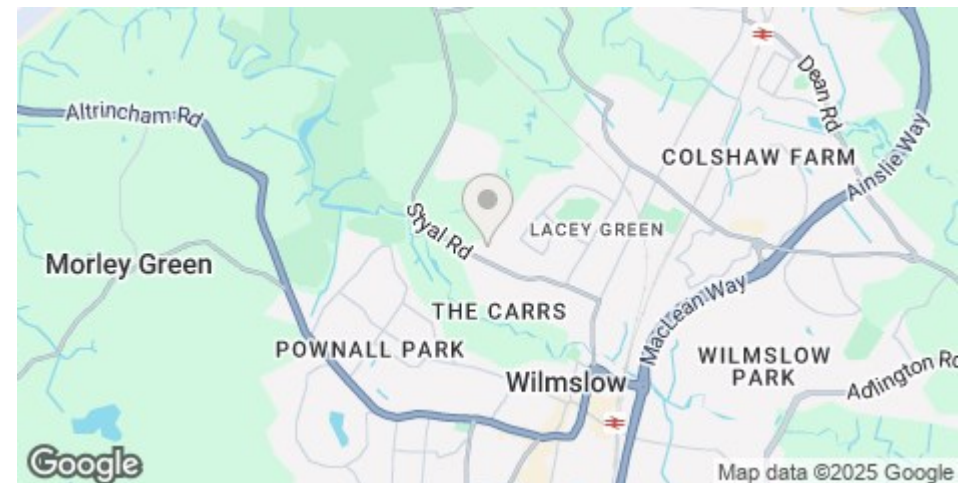 Altrincham Rd
Dean Rd
COLSHAW FARM
Ainslie Way
Styal Rd
LACEY GREEN
Morley Green
THE CARRS
MacLean Way
POWNALL PARK
WILMSLOW
PARK
Wilmslow
Adlington Rd
Google
Map data ©2025 Google